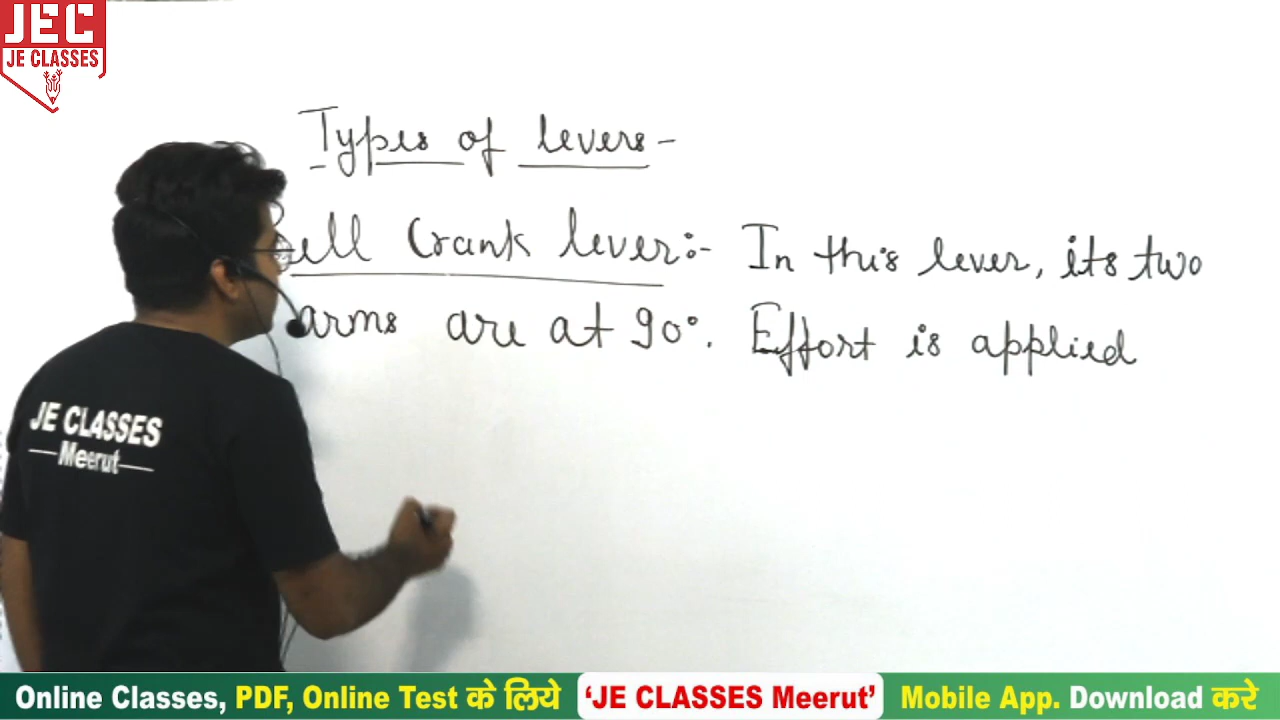 JEC
JE CLASSES
Types of levers-
ell Crank lever:- In this lever, its two
arms are at 90°. Effort is applied
JE CLASSES
Meerut
Online Classes, PDF, Online Test के लिये 'JE CLASSES Meerut' Mobile App. Download करे